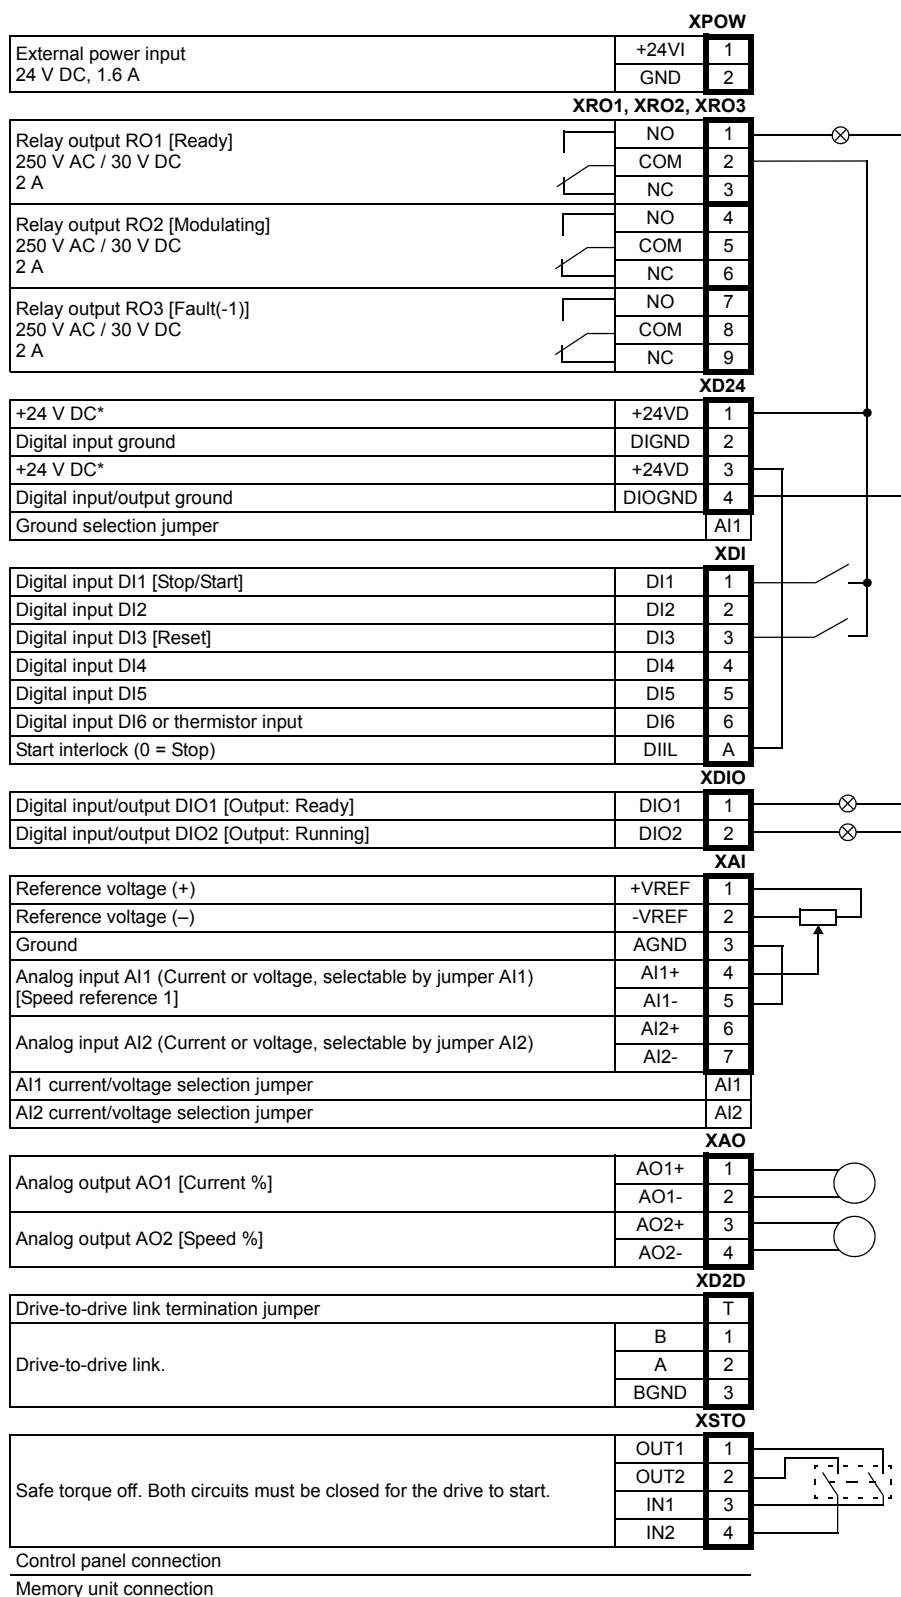 XPOW
External power input
24 V DC, 1.6 A
+24VI 1
GND 2
XRO1, XRO2, XRO3
Relay output RO1 [Ready]
250 V AC / 30 V DC
2 A
NO 1
COM 2
NC 3
Relay output RO2 [Modulating]
250 V AC / 30 V DC
2 A
NO 4
COM 5
NC 6
Relay output RO3 [Fault(-1)]
250 V AC / 30 V DC
2 A
NO 7
COM 8
NC 9
XD24
+24 V DC* +24VD 1
Digital input ground DIGND 2
+24 V DC* +24VD 3
Digital input/output ground DIOGND 4
Ground selection jumper AI1
XDI
Digital input DI1 [Stop/Start] DI1 1
Digital input DI2 DI2 2
Digital input DI3 [Reset] DI3 3
Digital input DI4 DI4 4
Digital input DI5 DI5 5
Digital input DI6 or thermistor input DI6 6
Start interlock (0 = Stop) DIIL A
XDIO
Digital input/output DIO1 [Output: Ready] DIO1 1
Digital input/output DIO2 [Output: Running] DIO2 2
XAI
Reference voltage (+) +VREF 1
Reference voltage (–) -VREF 2
Ground AGND 3
Analog input AI1 (Current or voltage, selectable by jumper AI1)
[Speed reference 1]
AI1+ 4
AI1- 5
Analog input AI2 (Current or voltage, selectable by jumper AI2)
AI2+ 6
AI2- 7
AI1 current/voltage selection jumper AI1
AI2 current/voltage selection jumper AI2
XAO
Analog output AO1 [Current %]
AO1+ 1
AO1- 2
Analog output AO2 [Speed %]
AO2+ 3
AO2- 4
XD2D
Drive-to-drive link termination jumper T
Drive-to-drive link.
B 1
A 2
BGND 3
XSTO
Safe torque off. Both circuits must be closed for the drive to start.
OUT1 1
OUT2 2
IN1 3
IN2 4
Control panel connection
Memory unit connection